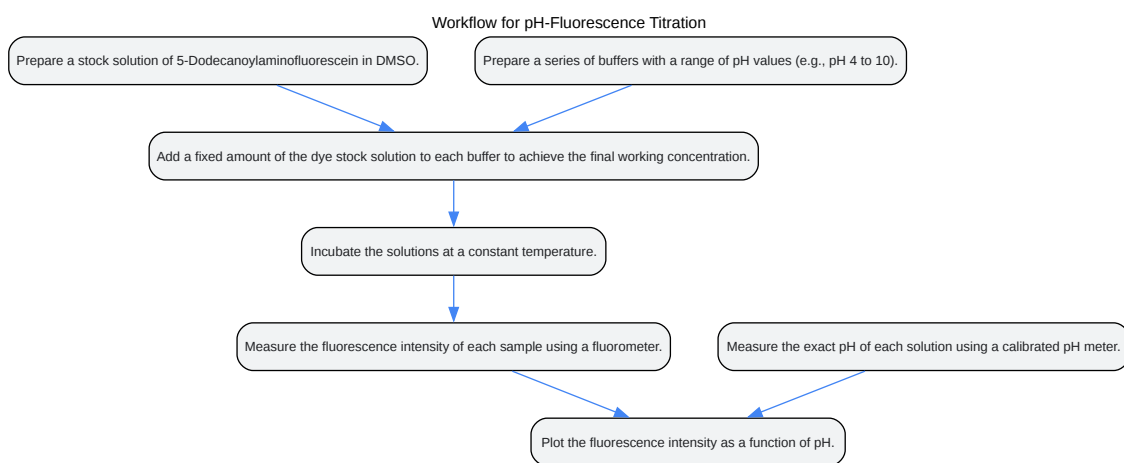 Workflow for pH-Fluorescence Titration
Prepare a stock solution of 5-Dodecanoylaminofluorescein in DMSO.
Prepare a series of buffers with a range of pH values (e.g., pH 4 to 10).
Add a fixed amount of the dye stock solution to each buffer to achieve the final working concentration.
Incubate the solutions at a constant temperature.
Measure the fluorescence intensity of each sample using a fluorometer.
Measure the exact pH of each solution using a calibrated pH meter.
Plot the fluorescence intensity as a function of pH.